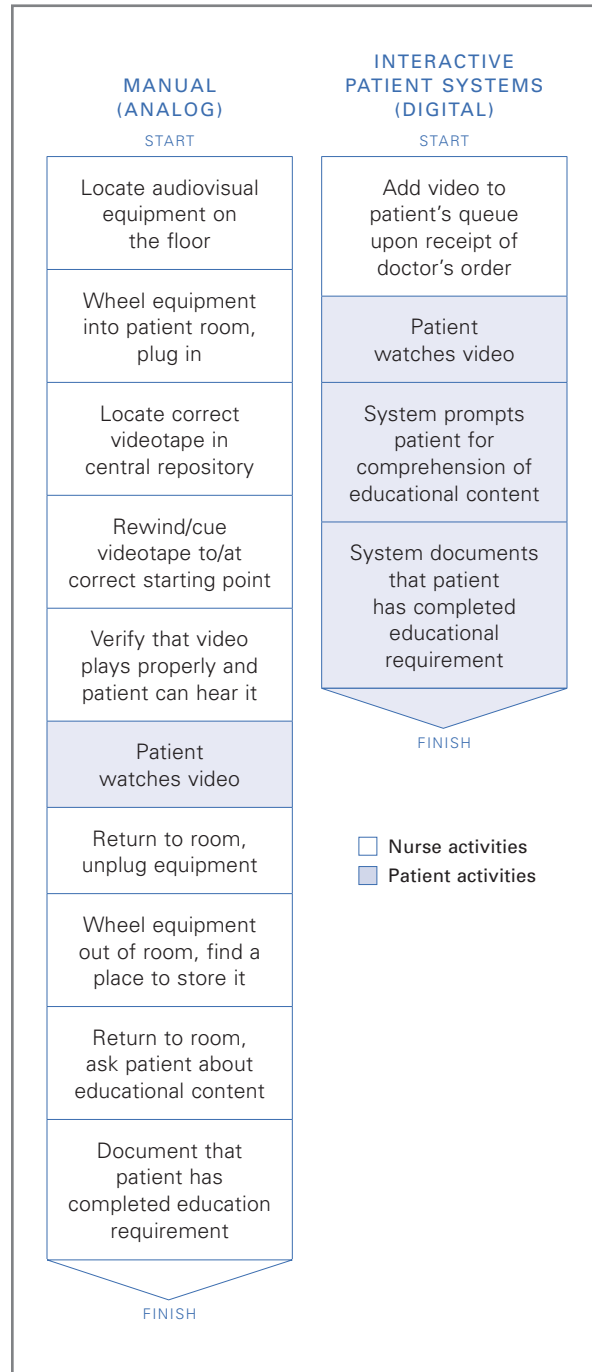 MANUAL
(ANALOG)
START
Locate audiovisual
equipment on
the floor
Wheel equipment
into patient room,
plug in
Locate correct
videotape in
central repository
Rewind/cue
videotape to/at
correct starting point
Verify that video
plays properly and
patient can hear it
Patient
watches video
Return to room,
unplug equipment
Wheel equipment
out of room, find a
place to store it
Return to room,
ask patient about
educational content
Document that
patient has
completed education
requirement
FINISH
INTERACTIVE
PATIENT SYSTEMS
(DIGITAL)
START
Add video to
patient's queue
upon receipt of
doctor's order
Patient
watches video
System prompts
patient for
comprehension of
educational content
System documents
that patient
has completed
educational
requirement
FINISH
Nurse activities
Patient activities